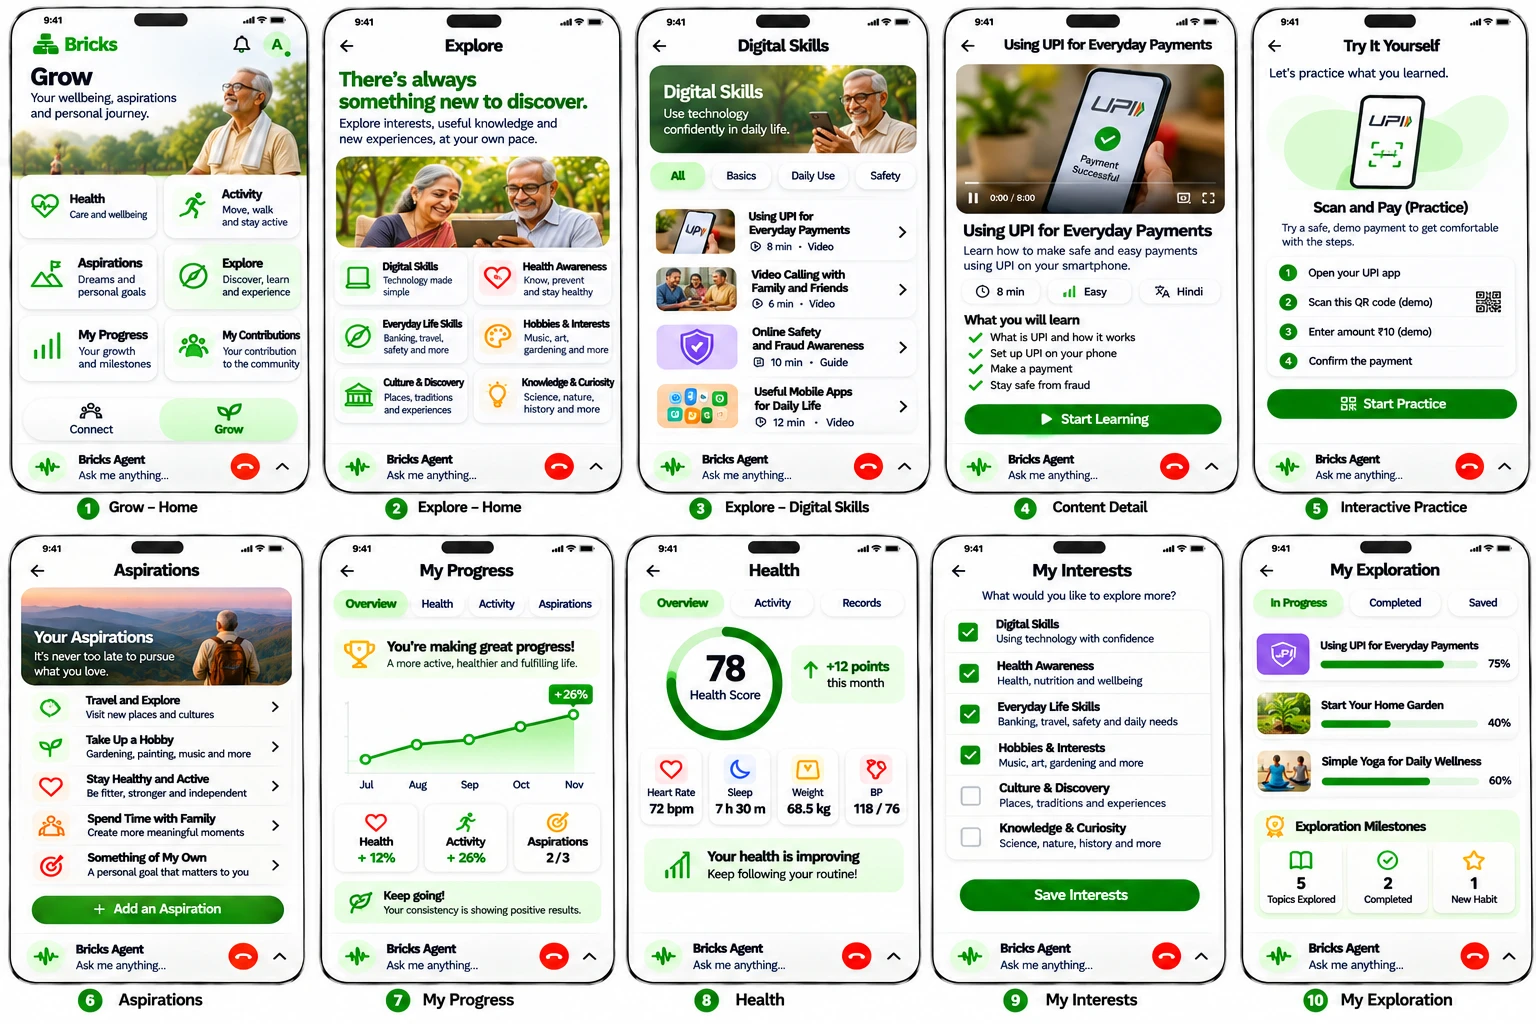 9:41
Bricks
A
Grow
Your wellbeing, aspirations
and personal journey.
Health
Care and wellbeing
Activity
Move, walk
and stay active
Aspirations
Dreams and
personal goals
Explore
Discover, learn
and experience
My Progress
Your growth
and milestones
My Contributions
Your contribution
to the community
Connect
Grow
Bricks Agent
Ask me anything...
1 Grow – Home
9:41
Explore
There's always
something new to discover.
Explore interests, useful knowledge and
new experiences, at your own pace.
Digital Skills
Technology made
simple
Health Awareness
Know, prevent
and stay healthy
Everyday Life Skills
Banking, travel,
safety and more
Hobbies & Interests
Music, art,
gardening and more
Culture & Discovery
Places, traditions
and experiences
Knowledge & Curiosity
Science, nature,
history and more
Bricks Agent
Ask me anything...
2 Explore – Home
9:41
Digital Skills
Digital Skills
Use technology
confidently in daily life.
All
Basics
Daily Use
Safety
UPI
Using UPI for
Everyday Payments
8 min • Video
Video Calling with
Family and Friends
6 min • Video
Online Safety
and Fraud Awareness
10 min • Guide
Useful Mobile Apps
for Daily Life
12 min • Video
Bricks Agent
Ask me anything...
3 Explore – Digital Skills
9:41
Using UPI for Everyday Payments
UPI
Payment
Successful
0:00 / 8:00
Using UPI for Everyday Payments
Learn how to make safe and easy payments
using UPI on your smartphone.
8 min
Easy
Hindi
What you will learn
What is UPI and how it works
Set up UPI on your phone
Make a payment
Stay safe from fraud
Start Learning
Bricks Agent
Ask me anything...
4 Content Detail
9:41
Try It Yourself
Let's practice what you learned.
UPI
Scan and Pay (Practice)
Try a safe, demo payment to get comfortable
with the steps.
1 Open your UPI app
2 Scan this QR code (demo)
3 Enter amount ₹10 (demo)
4 Confirm the payment
Start Practice
Bricks Agent
Ask me anything...
5 Interactive Practice
9:41
Aspirations
Your Aspirations
It's never too late to pursue
what you love.
Travel and Explore
Visit new places and cultures
Take Up a Hobby
Gardening, painting, music and more
Stay Healthy and Active
Be fitter, stronger and independent
Spend Time with Family
Create more meaningful moments
Something of My Own
A personal goal that matters to you
+ Add an Aspiration
Bricks Agent
Ask me anything...
6 Aspirations
9:41
My Progress
Overview
Health
Activity
Aspirations
You're making great progress!
A more active, healthier and fulfilling life.
+26%
Jul
Aug
Sep
Oct
Nov
Health
+ 12%
Activity
+ 26%
Aspirations
2/3
Keep going!
Your consistency is showing positive results.
Bricks Agent
Ask me anything...
7 My Progress
9:41
Health
Overview
Activity
Records
78
Health Score
+12 points
this month
Heart Rate
72 bpm
Sleep
7 h 30 m
Weight
68.5 kg
BP
118 / 76
Your health is improving
Keep following your routine!
Bricks Agent
Ask me anything...
8 Health
9:41
My Interests
What would you like to explore more?
Digital Skills
Using technology with confidence
Health Awareness
Health, nutrition and wellbeing
Everyday Life Skills
Banking, travel, safety and daily needs
Hobbies & Interests
Music, art, gardening and more
Culture & Discovery
Places, traditions and experiences
Knowledge & Curiosity
Science, nature, history and more
Save Interests
Bricks Agent
Ask me anything...
9 My Interests
9:41
My Exploration
In Progress
Completed
Saved
Using UPI for Everyday Payments
75%
Start Your Home Garden
40%
Simple Yoga for Daily Wellness
60%
Exploration Milestones
5
Topics Explored
2
Completed
1
New Habit
Bricks Agent
Ask me anything...
10 My Exploration